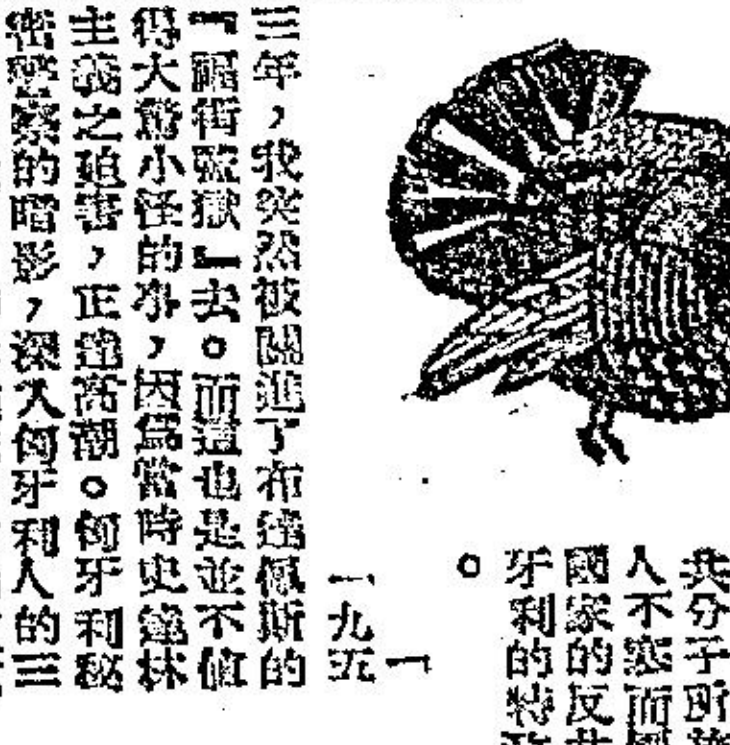 共分子所
人不寒而慄
國家的反共
牙利的特
。
一
一九五
三年，我突然被關進了布達佩斯的
『街監獄』去。而這也是並不值
得大驚小怪的事，因爲當時史達林
主義之迫害，正達高潮。匈牙利秘
密警察的暗影，深入匈牙利人的三